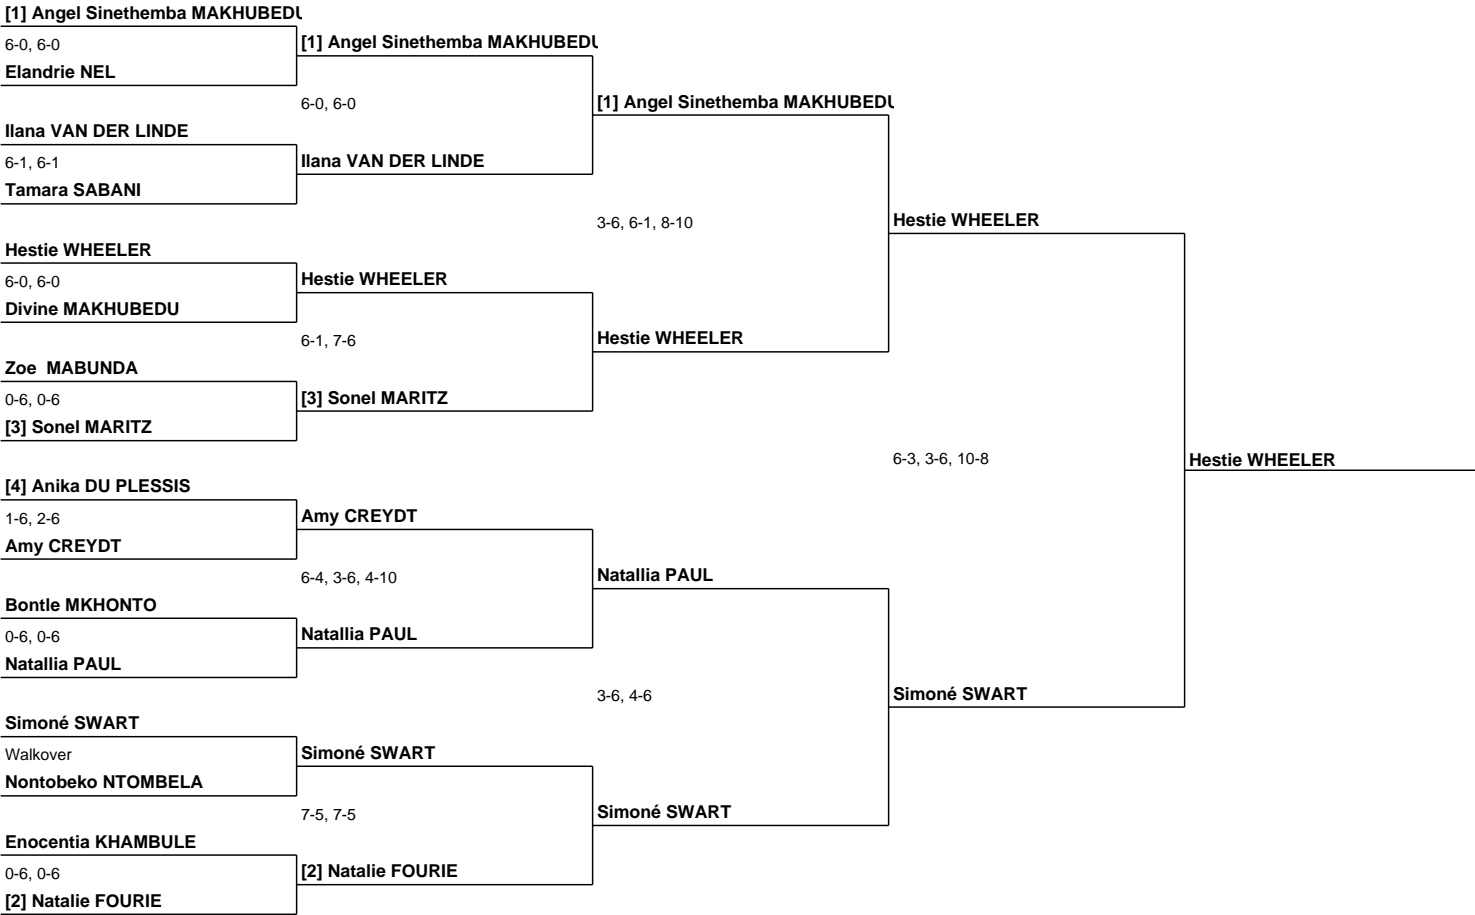 [1] Angel Sinethemba MAKHUBEDU
6-0, 6-0
Elandrie NEL
Ilana VAN DER LINDE
6-1, 6-1
Tamara SABANI
Hestie WHEELER
6-0, 6-0
Divine MAKHUBEDU
Zoe  MABUNDA
0-6, 0-6
[3] Sonel MARITZ
[4] Anika DU PLESSIS
1-6, 2-6
Amy CREYDT
Bontle MKHONTO
0-6, 0-6
Natallia PAUL
Simoné SWART
Walkover
Nontobeko NTOMBELA
Enocentia KHAMBULE
0-6, 0-6
[2] Natalie FOURIE
[1] Angel Sinethemba MAKHUBEDU
6-0, 6-0
Ilana VAN DER LINDE
Hestie WHEELER
6-1, 7-6
[3] Sonel MARITZ
Amy CREYDT
6-4, 3-6, 4-10
Natallia PAUL
Simoné SWART
7-5, 7-5
[2] Natalie FOURIE
[1] Angel Sinethemba MAKHUBEDU
3-6, 6-1, 8-10
Hestie WHEELER
Natallia PAUL
3-6, 4-6
Simoné SWART
Hestie WHEELER
6-3, 3-6, 10-8
Simoné SWART
Hestie WHEELER